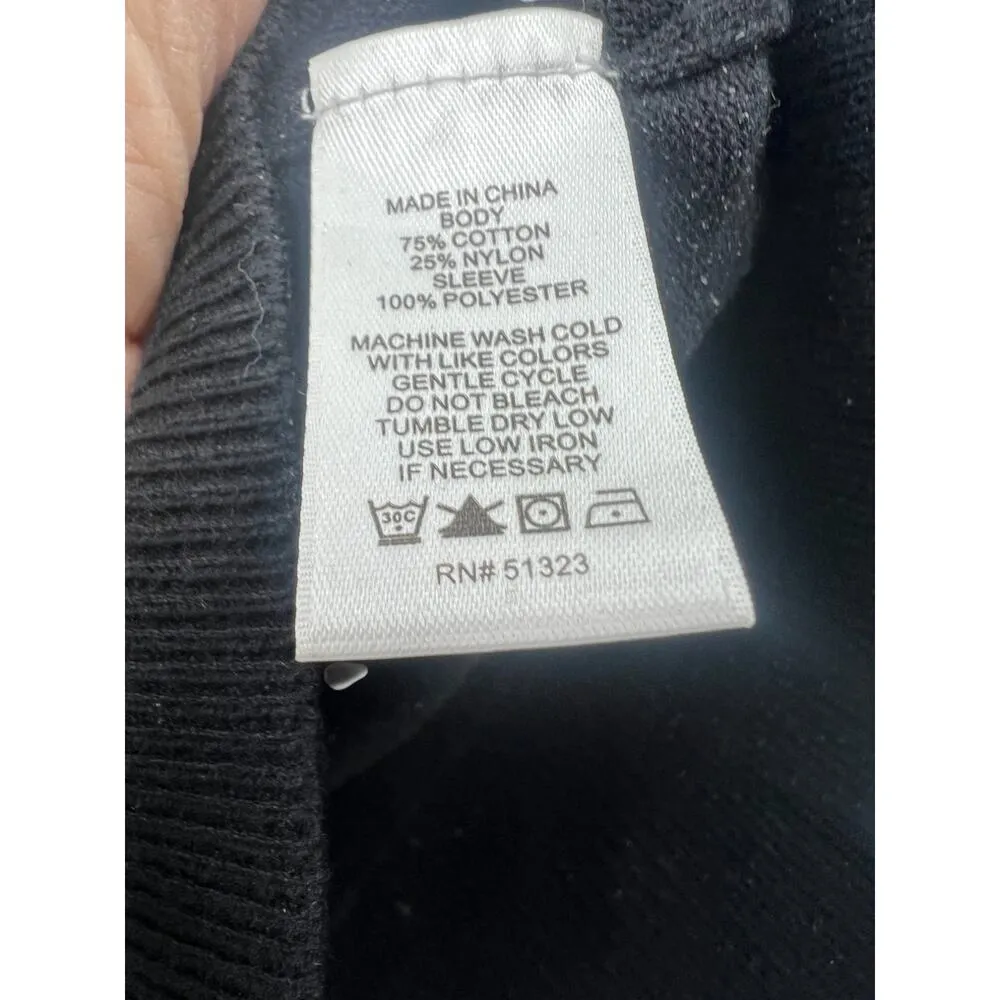 MADE IN CHINA
BODY
75% COTTON
25% NYLON
SLEEVE
100% POLYESTER
MACHINE WASH COLD
WITH LIKE COLORS
GENTLE CYCLE
DO NOT BLEACH
TUMBLE DRY LOW
USE LOW IRON
IF NECESSARY
30C
RN# 51323